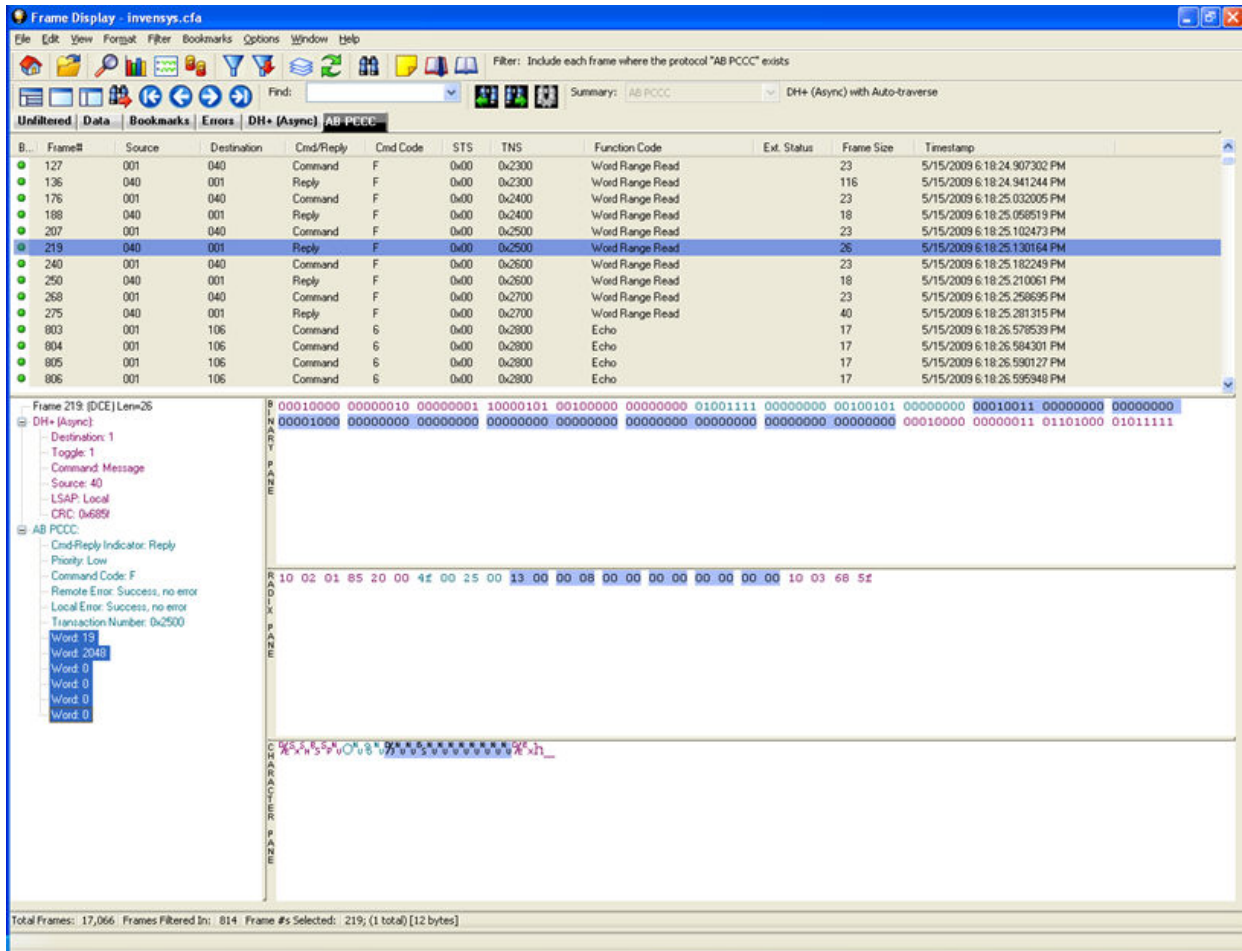 Frame Display - invensys.cfa
File Edit View Format Filter Bookmarks Options Window Help
Filter: Include each frame where the protocol "AB PCCC" exists
Find: Summary: AB PCCC DH+ (Async) with Auto-traverse
Unfiltered Data Bookmarks Errors DH+ (Async) AB PCCC
B... Frame# Source Destination Cmd/Reply Cmd Code STS TNS Function Code Ext. Status Frame Size Timestamp
127 001 040 Command F 0x00 0x2300 Word Range Read 23 5/15/2009 6:18:24.907302 PM
136 040 001 Reply F 0x00 0x2300 Word Range Read 116 5/15/2009 6:18:24.941244 PM
176 001 040 Command F 0x00 0x2400 Word Range Read 23 5/15/2009 6:18:25.032005 PM
188 040 001 Reply F 0x00 0x2400 Word Range Read 18 5/15/2009 6:18:25.058519 PM
207 001 040 Command F 0x00 0x2500 Word Range Read 23 5/15/2009 6:18:25.102473 PM
219 040 001 Reply F 0x00 0x2500 Word Range Read 26 5/15/2009 6:18:25.130164 PM
240 001 040 Command F 0x00 0x2600 Word Range Read 23 5/15/2009 6:18:25.182249 PM
250 040 001 Reply F 0x00 0x2600 Word Range Read 18 5/15/2009 6:18:25.210061 PM
268 001 040 Command F 0x00 0x2700 Word Range Read 23 5/15/2009 6:18:25.258695 PM
275 040 001 Reply F 0x00 0x2700 Word Range Read 40 5/15/2009 6:18:25.281315 PM
803 001 106 Command 6 0x00 0x2800 Echo 17 5/15/2009 6:18:26.578539 PM
804 001 106 Command 6 0x00 0x2800 Echo 17 5/15/2009 6:18:26.584301 PM
805 001 106 Command 6 0x00 0x2800 Echo 17 5/15/2009 6:18:26.590127 PM
806 001 106 Command 6 0x00 0x2800 Echo 17 5/15/2009 6:18:26.595948 PM
Frame 219: (DCE) Len=26
DH+ (Async):
Destination: 1
Toggle: 1
Command: Message
Source: 40
LSAP: Local
CRC: 0x685f
AB PCCC:
Cmd-Reply Indicator: Reply
Priority: Low
Command Code: F
Remote Error: Success, no error
Local Error: Success, no error
Transaction Number: 0x2500
Word: 19
Word: 2048
Word: 0
Word: 0
Word: 0
Word: 0
BINARY PANE
00010000 00000010 00000001 10000101 00100000 00000000 01001111 00000000 00100101 00000000 00010011 00000000 00000000
00001000 00000000 00000000 00000000 00000000 00000000 00000000 00000000 00000000 00010000 00000011 01101000 01011111
RADIX PANE
10 02 01 85 20 00 4f 00 25 00 13 00 00 08 00 00 00 00 00 00 00 00 10 03 68 5f
CHARACTER PANE
Total Frames: 17,066 Frames Filtered In: 814 Frame #s Selected: 219; (1 total) [12 bytes]